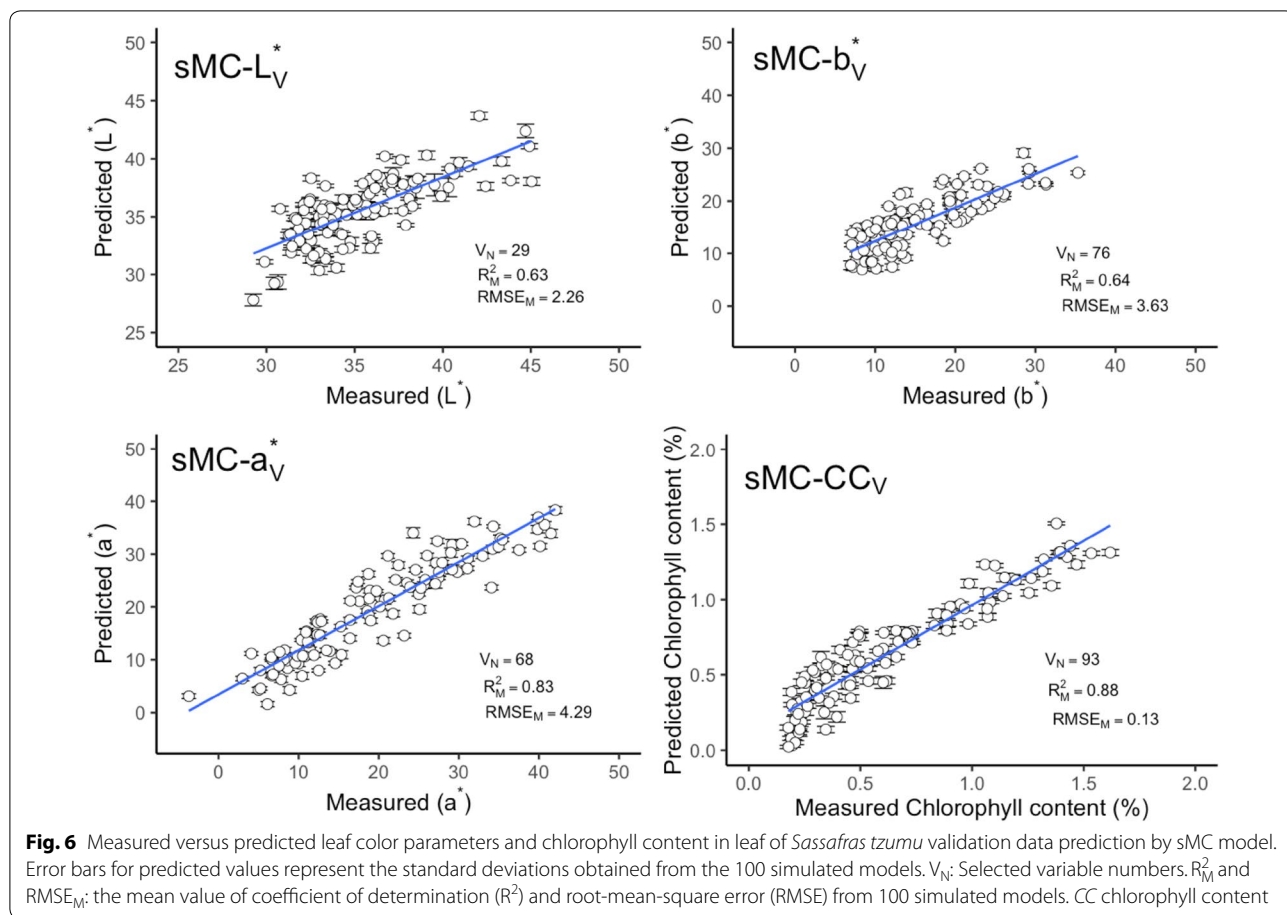 sMC-L*V
50
45
40
35
30
25
Predicted (L*)
VN = 29
R²M = 0.63
RMSEM = 2.26
25 30 35 40 45 50
Measured (L*)
sMC-b*V
50
40
30
20
10
0
Predicted (b*)
VN = 76
R²M = 0.64
RMSEM = 3.63
0 10 20 30 40 50
Measured (b*)
sMC-a*V
50
40
30
20
10
0
Predicted (a*)
VN = 68
R²M = 0.83
RMSEM = 4.29
0 10 20 30 40 50
Measured (a*)
sMC-CCV
2.0
1.5
1.0
0.5
0.0
Predicted Chlorophyll content (%)
VN = 93
R²M = 0.88
RMSEM = 0.13
0.0 0.5 1.0 1.5 2.0
Measured Chlorophyll content (%)
Fig. 6 Measured versus predicted leaf color parameters and chlorophyll content in leaf of Sassafras tzumu validation data prediction by sMC model.
Error bars for predicted values represent the standard deviations obtained from the 100 simulated models. VN: Selected variable numbers. R²M and
RMSEM: the mean value of coefficient of determination (R²) and root-mean-square error (RMSE) from 100 simulated models. CC chlorophyll content